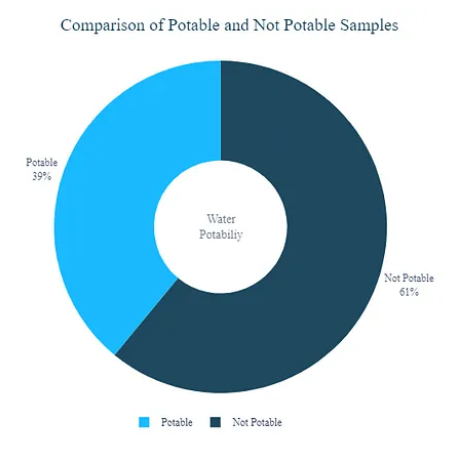 Comparison of Potable and Not Potable Samples
Potable
39%
Water
Potabiliy
Not Potable
61%
Potable
Not Potable